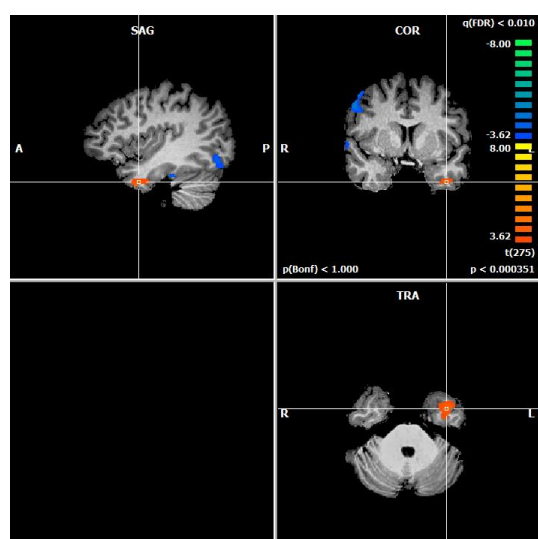 SAG
A
P
COR
q(FDR) < 0.010
-8.00
R
-3.62
8.00
L
3.62
t(275)
p(Bonf) < 1.000
p < 0.000351
TRA
R
L